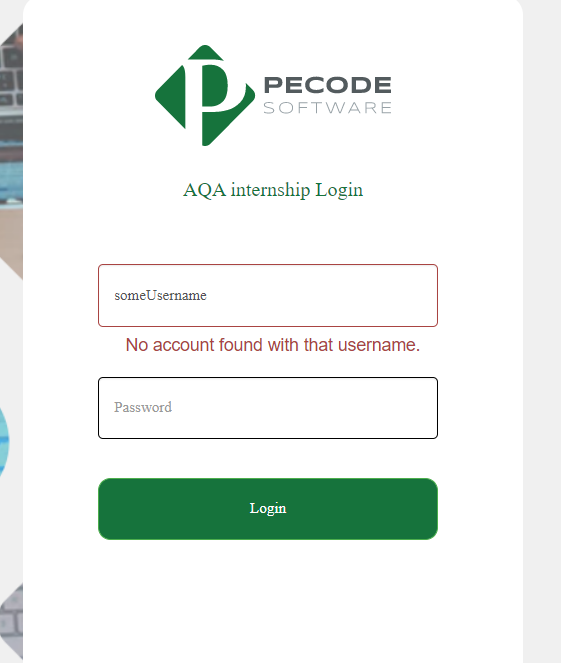 P
PECODE
SOFTWARE
AQA internship Login
someUsername
No account found with that username.
Password
Login